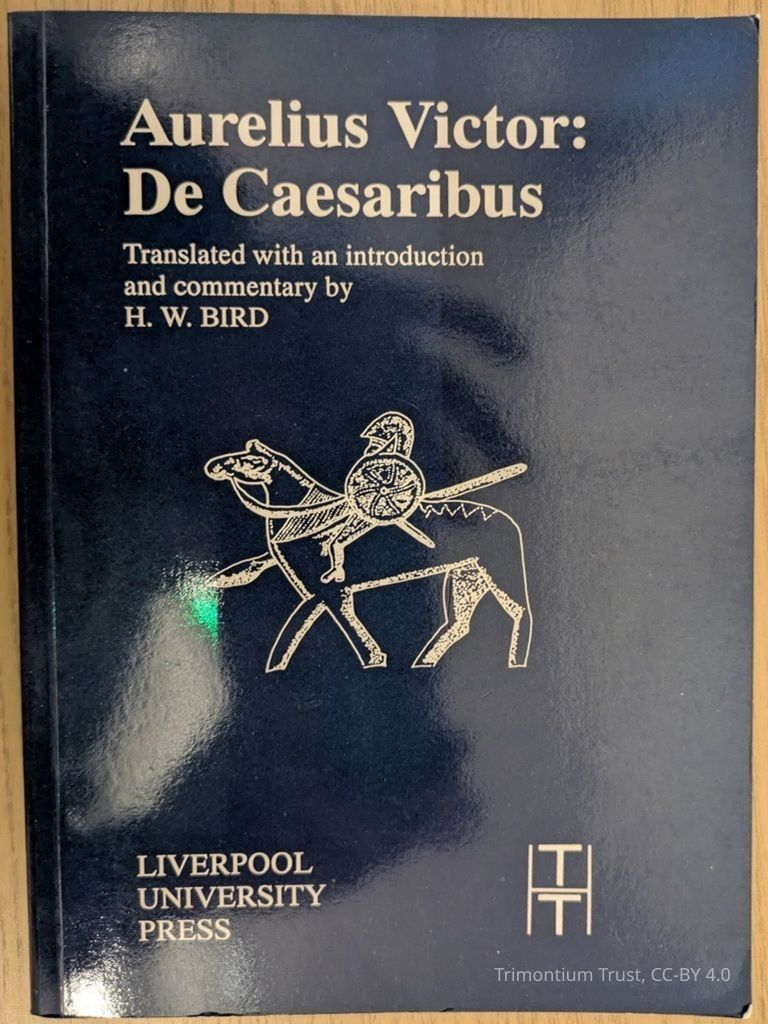 Aurelius Victor:
De Caesaribus
Translated with an introduction
and commentary by
H. W. BIRD
LIVERPOOL
UNIVERSITY
PRESS
T
T
Trimontium Trust, CC-BY 4.0